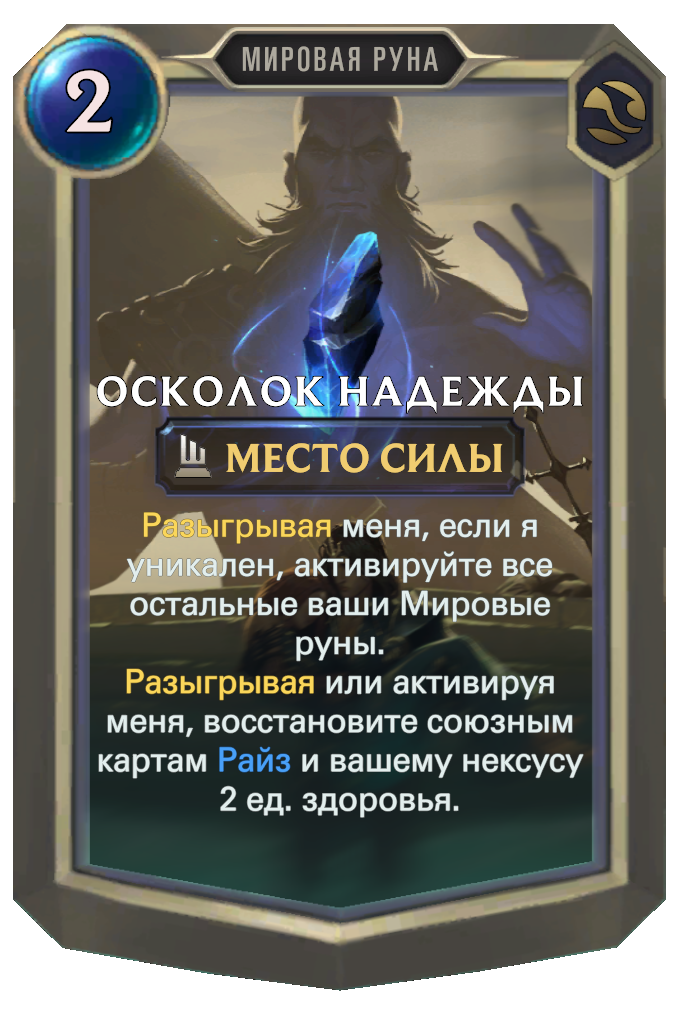 МИРОВАЯ РУНА
2
ОСКОЛОК НАДЕЖДЫ
МЕСТО СИЛЫ
Разыгрывая меня, если я
уникален, активируйте все
остальные ваши Мировые
руны.
Разыгрывая или активируя
меня, восстановите союзным
картам Райз и вашему нексусу
2 ед. здоровья.